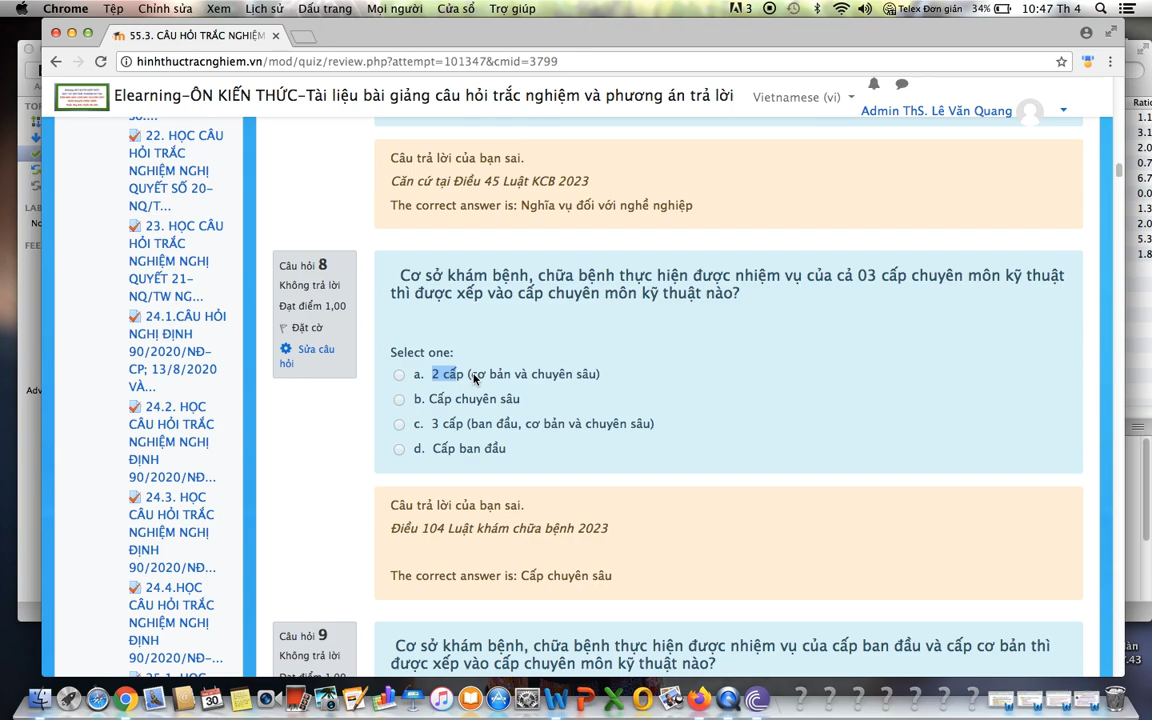 Chrome Tệp Chỉnh sửa Xem Lịch sử Dấu trang Mọi người Cửa sổ Trợ giúp 3 Telex Đơn giản 34% 10:47 Th 4
55.3. CÂU HỎI TRẮC NGHIỆM
hinhthuctracnghiem.vn/mod/quiz/review.php?attempt=101347&cmid=3799
Elearning-ÔN KIẾN THỨC-Tài liệu bài giảng câu hỏi trắc nghiệm và phương án trả lời
Vietnamese (vi)
Admin ThS. Lê Văn Quang
22. HỌC CÂU
HỎI TRẮC
NGHIỆM NGHỊ
QUYẾT SỐ 20-
NQ/T...
23. HỌC CÂU
HỎI TRẮC
NGHIỆM NGHỊ
QUYẾT 21-
NQ/TW NG...
24.1.CÂU HỎI
NGHỊ ĐỊNH
90/2020/NĐ-
CP; 13/8/2020
VÀ...
24.2. HỌC
CÂU HỎI TRẮC
NGHIỆM NGHỊ
ĐỊNH
90/2020/NĐ...
24.3. HỌC
CÂU HỎI TRẮC
NGHIỆM NGHỊ
ĐỊNH
90/2020/NĐ...
24.4.HỌC
CÂU HỎI TRẮC
NGHIỆM NGHỊ
ĐỊNH
90/2020/NĐ-...
Câu trả lời của bạn sai.
Căn cứ tại Điều 45 Luật KCB 2023
The correct answer is: Nghĩa vụ đối với nghề nghiệp
Câu hỏi 8
Không trả lời
Đạt điểm 1,00
Đặt cờ
Sửa câu
hỏi
Cơ sở khám bệnh, chữa bệnh thực hiện được nhiệm vụ của cả 03 cấp chuyên môn kỹ thuật
thì được xếp vào cấp chuyên môn kỹ thuật nào?
Select one:
a. 2 cấp (cơ bản và chuyên sâu)
b. Cấp chuyên sâu
c. 3 cấp (ban đầu, cơ bản và chuyên sâu)
d. Cấp ban đầu
Câu trả lời của bạn sai.
Điều 104 Luật khám chữa bệnh 2023
The correct answer is: Cấp chuyên sâu
Câu hỏi 9
Không trả lời
Cơ sở khám bệnh, chữa bệnh thực hiện được nhiệm vụ của cấp ban đầu và cấp cơ bản thì
được xếp vào cấp chuyên môn kỹ thuật nào?
Ratio